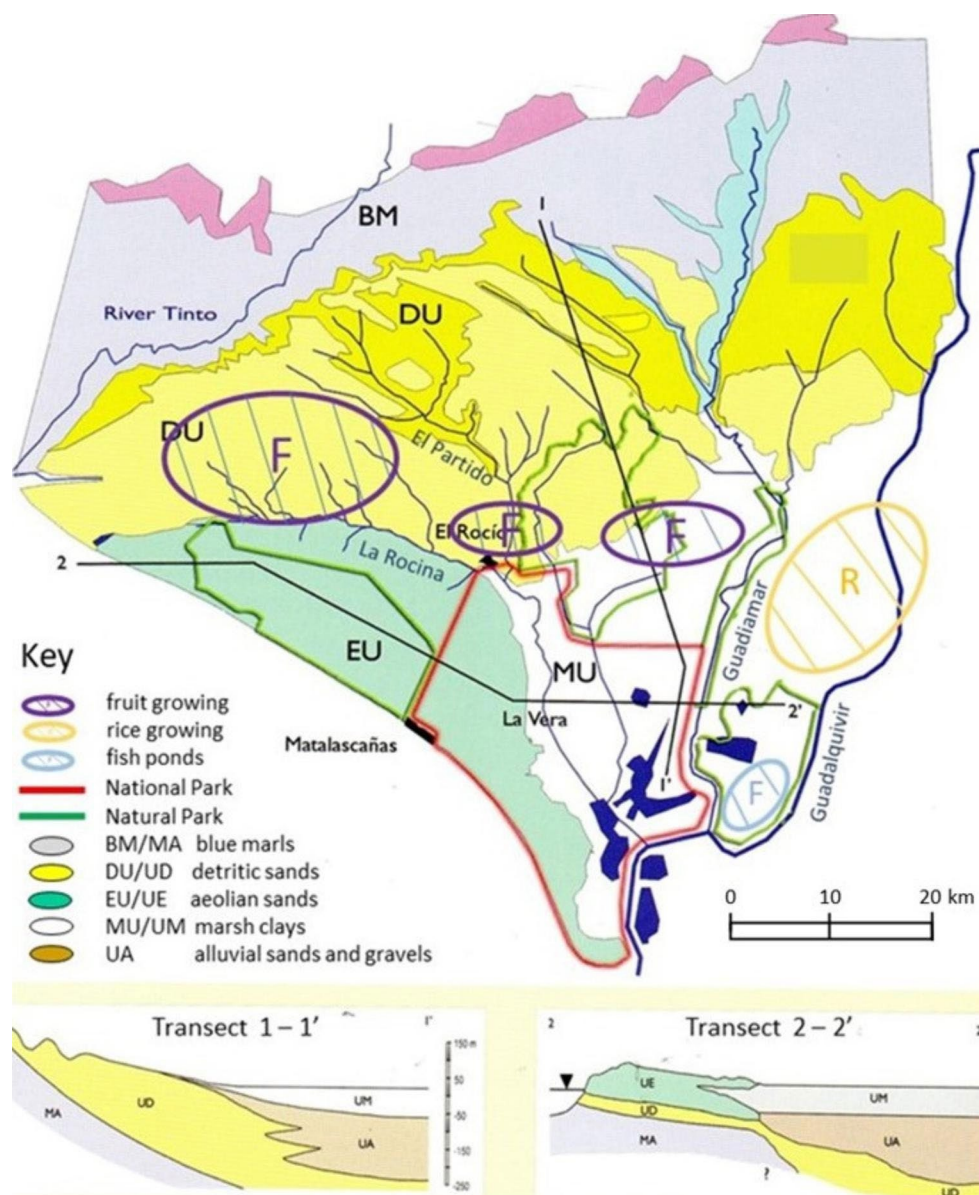 I
BM
River Tinto
DU
DU
F
El Partido
El Rocío
F
F
R
La Rocina
2
Guadiamar
EU
MU
La Vera
2'
Matalascañas
I'
F
Guadalquivir
Key
fruit growing
rice growing
fish ponds
National Park
Natural Park
BM/MA blue marls
DU/UD detritic sands
EU/UE aeolian sands
MU/UM marsh clays
UA alluvial sands and gravels
0 10 20 km
Transect 1 – 1'
1'
150 m
50
-50
-150
-250
MA
UD
UM
UA
Transect 2 – 2'
2
UE
UD
UM
MA
UA
?
UD